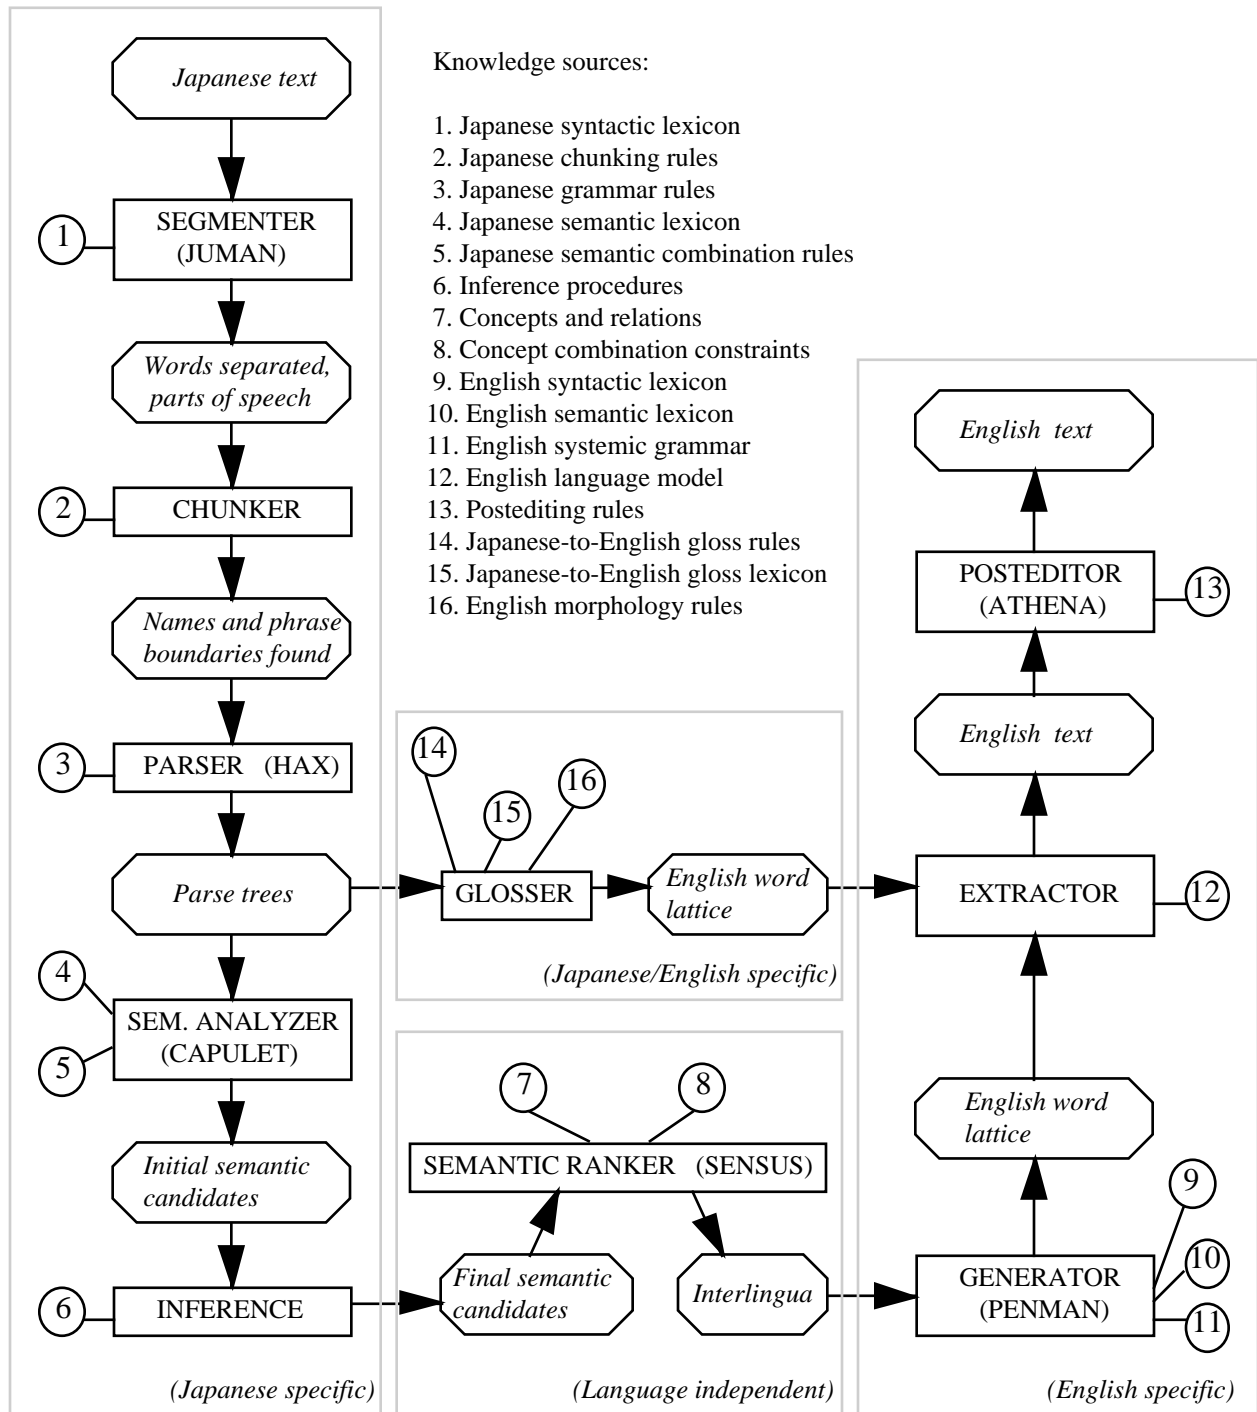 Japanese text
SEGMENTER
(JUMAN)
1
Words separated,
parts of speech
CHUNKER
2
Names and phrase
boundaries found
PARSER (HAX)
3
Parse trees
SEM. ANALYZER
(CAPULET)
4
5
Initial semantic
candidates
INFERENCE
6
(Japanese specific)
Knowledge sources:
1. Japanese syntactic lexicon
2. Japanese chunking rules
3. Japanese grammar rules
4. Japanese semantic lexicon
5. Japanese semantic combination rules
6. Inference procedures
7. Concepts and relations
8. Concept combination constraints
9. English syntactic lexicon
10. English semantic lexicon
11. English systemic grammar
12. English language model
13. Postediting rules
14. Japanese-to-English gloss rules
15. Japanese-to-English gloss lexicon
16. English morphology rules
14
15
16
GLOSSER
English word
lattice
(Japanese/English specific)
7
8
SEMANTIC RANKER (SENSUS)
Final semantic
candidates
Interlingua
(Language independent)
English text
POSTEDITOR
(ATHENA)
13
English text
EXTRACTOR
12
English word
lattice
9
GENERATOR
(PENMAN)
10
11
(English specific)